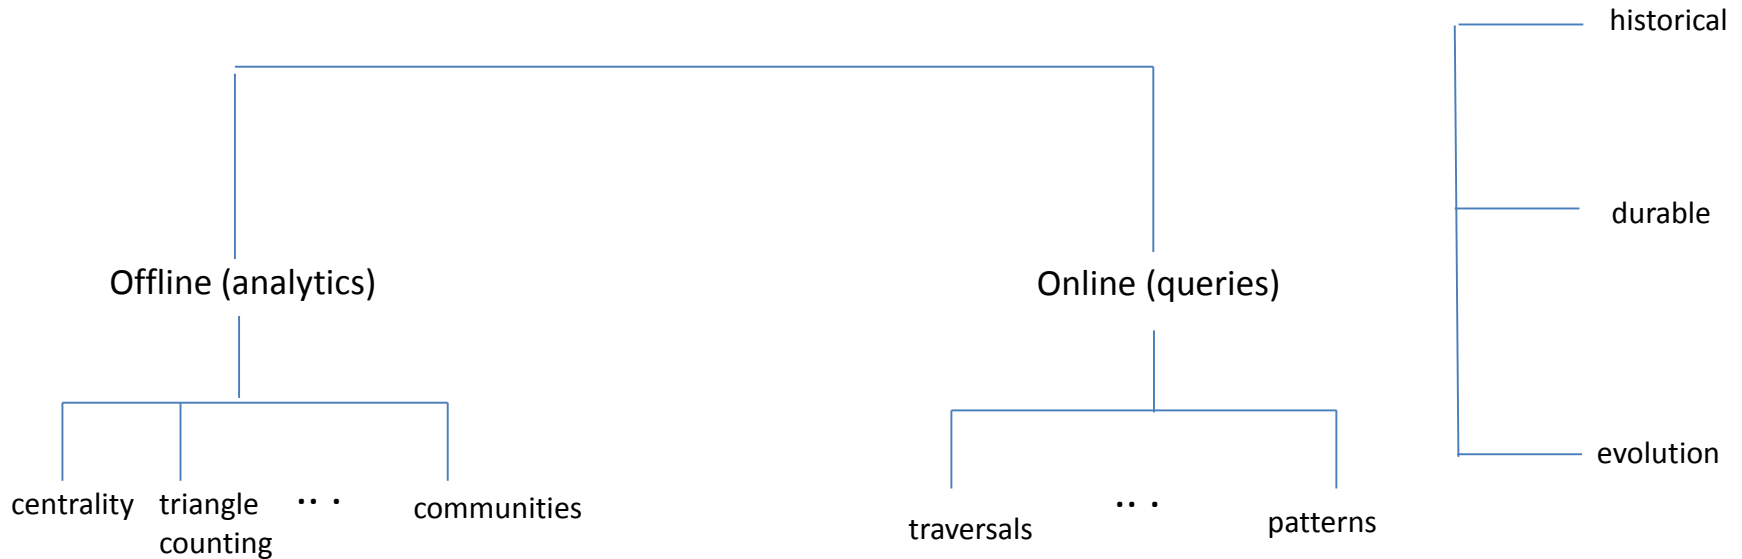 historical
durable
Offline (analytics)
Online (queries)
evolution
centrality
triangle
counting
...
communities
traversals
...
patterns